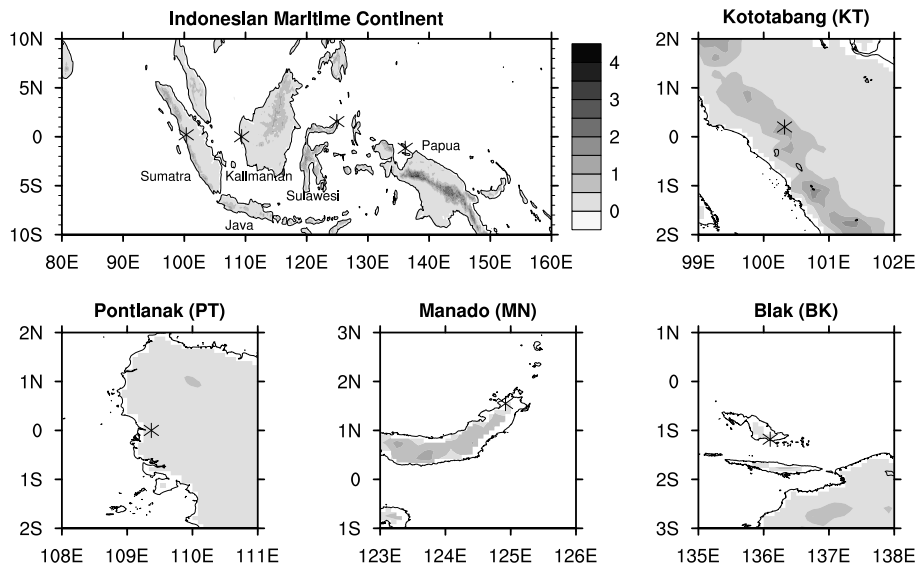 Indonesian Maritime Continent
10N
5N
0
5S
10S
80E 90E 100E 110E 120E 130E 140E 150E 160E
Sumatra
Kalimantan
Sulawesi
Java
Papua
4
3
2
1
0
Kototabang (KT)
2N
1N
0
1S
2S
99E 100E 101E 102E
Pontianak (PT)
2N
1N
0
1S
2S
108E 109E 110E 111E
Manado (MN)
3N
2N
1N
0
1S
123E 124E 125E 126E
Biak (BK)
1N
0
1S
2S
3S
135E 136E 137E 138E